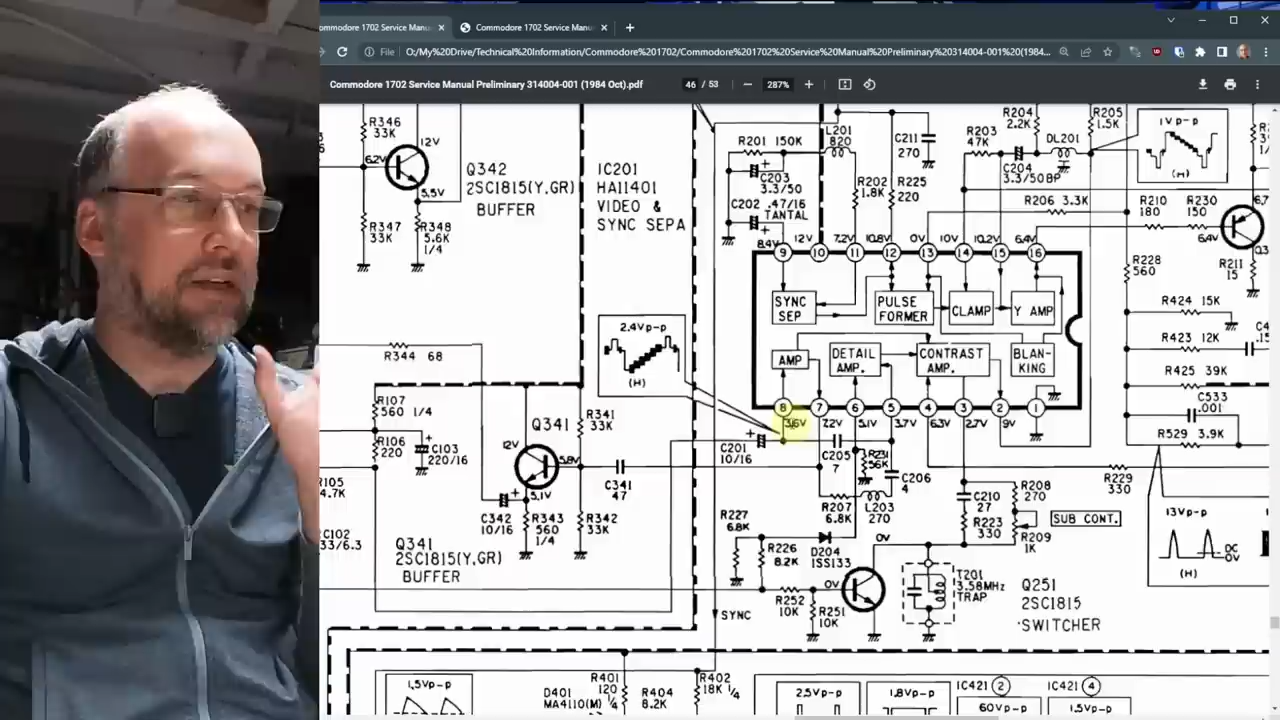 ommodore 1702 Service Manu
Commodore 1702 Service Manu
File
O:/My%20Drive/Technical%20Information/Commodore%201702/Commodore%201702%20Service%20Manual%20Preliminary%20314004-001%20(1984...
Commodore 1702 Service Manual Preliminary 314004-001 (1984 Oct).pdf
46 / 53
287%
R346
33K
12V
6.2V
5.5V
Q342
2SC1815(Y,GR)
BUFFER
R347
33K
R348
5.6K
1/4
IC201
HA11401
VIDEO &
SYNC SEPA
R201 150K
L201
820
C203
3.3/50
C202 .47/16
TANTAL
R202
1.8K
R225
220
C211
270
R203
47K
R204
2.2K
C204
3.3/50BP
DL201
R205
1.5K
1V p-p
(H)
R206 3.3K
R210
180
R230
150
6.4V
R211
15
R228
560
8.4V
12V
7.2V
10.8V
0V
10V
10.2V
6.4V
9
10
11
12
13
14
15
16
SYNC
SEP
PULSE
FORMER
CLAMP
Y AMP
AMP
DETAIL
AMP.
CONTRAST
AMP.
BLAN-
KING
8
7
6
5
4
3
2
1
3.6V
7.2V
5.1V
3.7V
6.3V
2.7V
9V
2.4Vp-p
(H)
R424 15K
R423 12K
R425 39K
C533
.001
R529 3.9K
R344 68
R107
560 1/4
R106
220
C103
220/16
R105
4.7K
C102
33/6.3
Q341
12V
5.8V
5.1V
R341
33K
C341
47
C342
10/16
R343
560
1/4
R342
33K
Q341
2SC1815(Y,GR)
BUFFER
C201
10/16
C205
7
R231
56K
C206
4
R207
6.8K
L203
270
C210
27
R223
330
R208
270
R209
1K
SUB CONT.
R229
330
R227
6.8K
R226
8.2K
D204
1SS133
0V
0V
R252
10K
R251
10K
T201
3.58MHz
TRAP
Q251
2SC1815
SWITCHER
SYNC
13Vp-p
DC
0V
(H)
1.5Vp-p
D401
MA4110(M)
R401
120
1/4
R404
8.2K
R402
18K 1/4
2.5Vp-p
1.8Vp-p
IC421 2
60Vp-p
IC421 4
1.5Vp-p